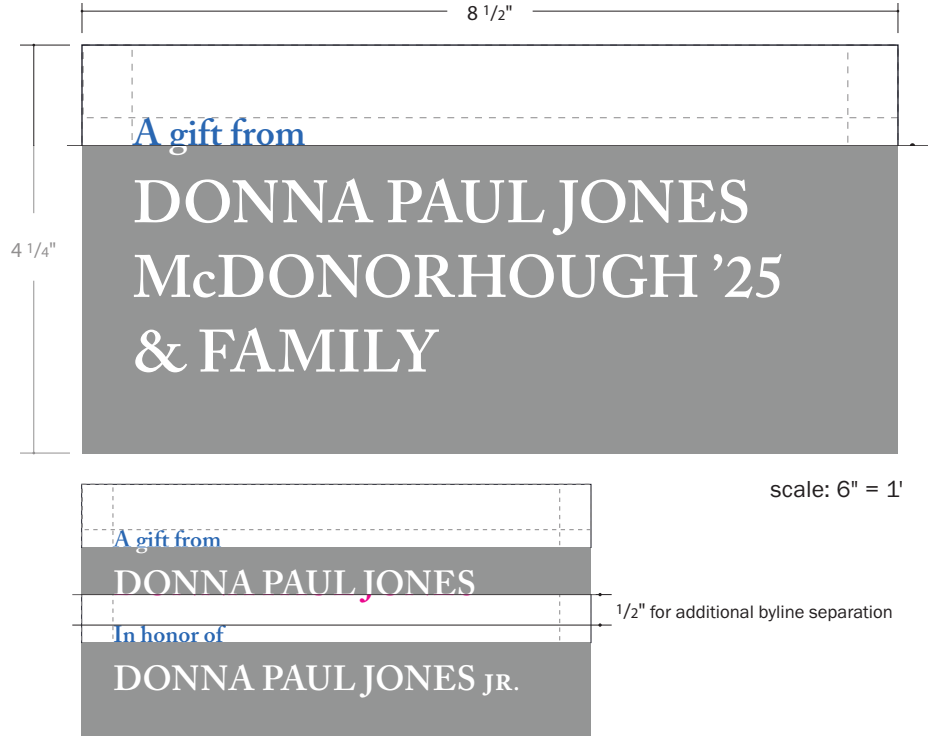 8 1/2"
A gift from
DONNA PAUL JONES
4 1/4"
McDONORHOUGH ’25
& FAMILY
scale: 6" = 1'
A gift from
DONNA PAUL JONES
1/2" for additional byline separation
In honor of
DONNA PAUL JONES JR.